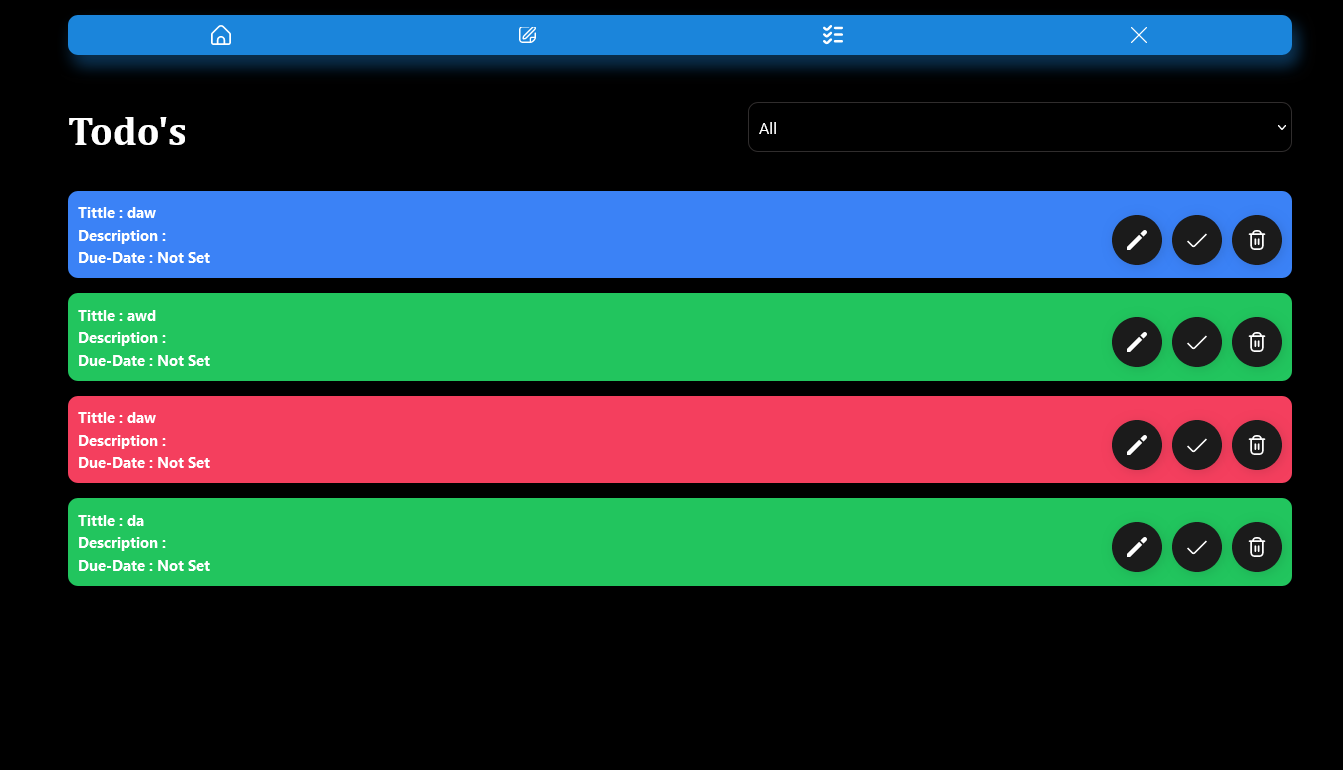 Todo's
All
Tittle : daw
Description :
Due-Date : Not Set
Tittle : awd
Description :
Due-Date : Not Set
Tittle : daw
Description :
Due-Date : Not Set
Tittle : da
Description :
Due-Date : Not Set